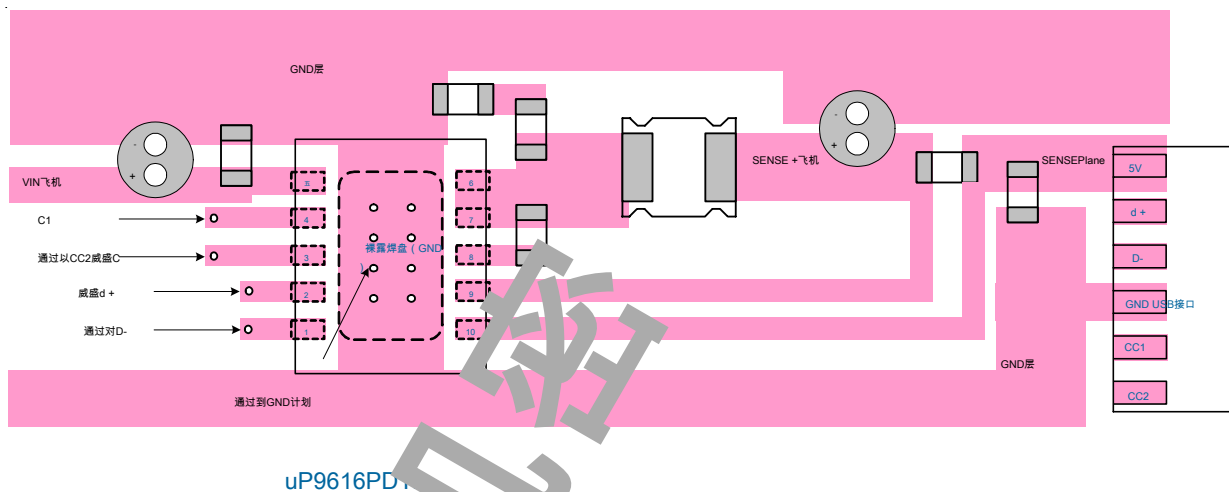 GND层
VIN飞机
C1
通过以CC2威盛C
威盛d +
通过对D-
通过到GND计划
-
+
5
4
3
2
1
裸露焊盘（GND
）
6
7
8
9
10
SENSE +飞机
-
+
SENSEPlane
5V
d +
D-
GND USB接口
CC1
CC2
GND层